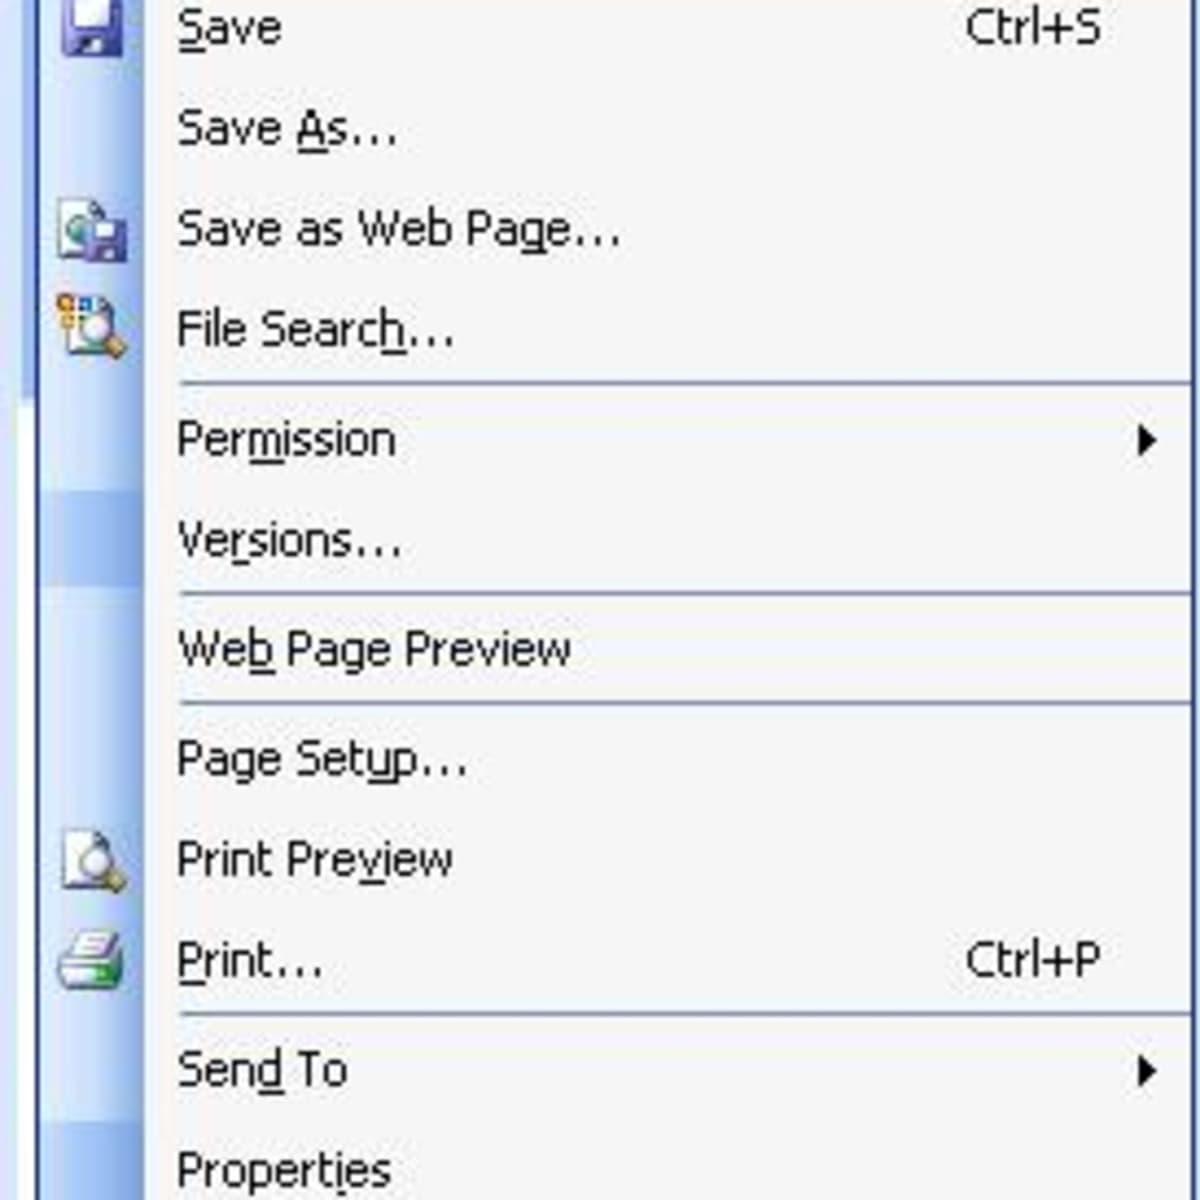 Save Ctrl+S
Save As...
Save as Web Page...
File Search...
Permission
Versions...
Web Page Preview
Page Setup...
Print Preview
Print... Ctrl+P
Send To
Properties